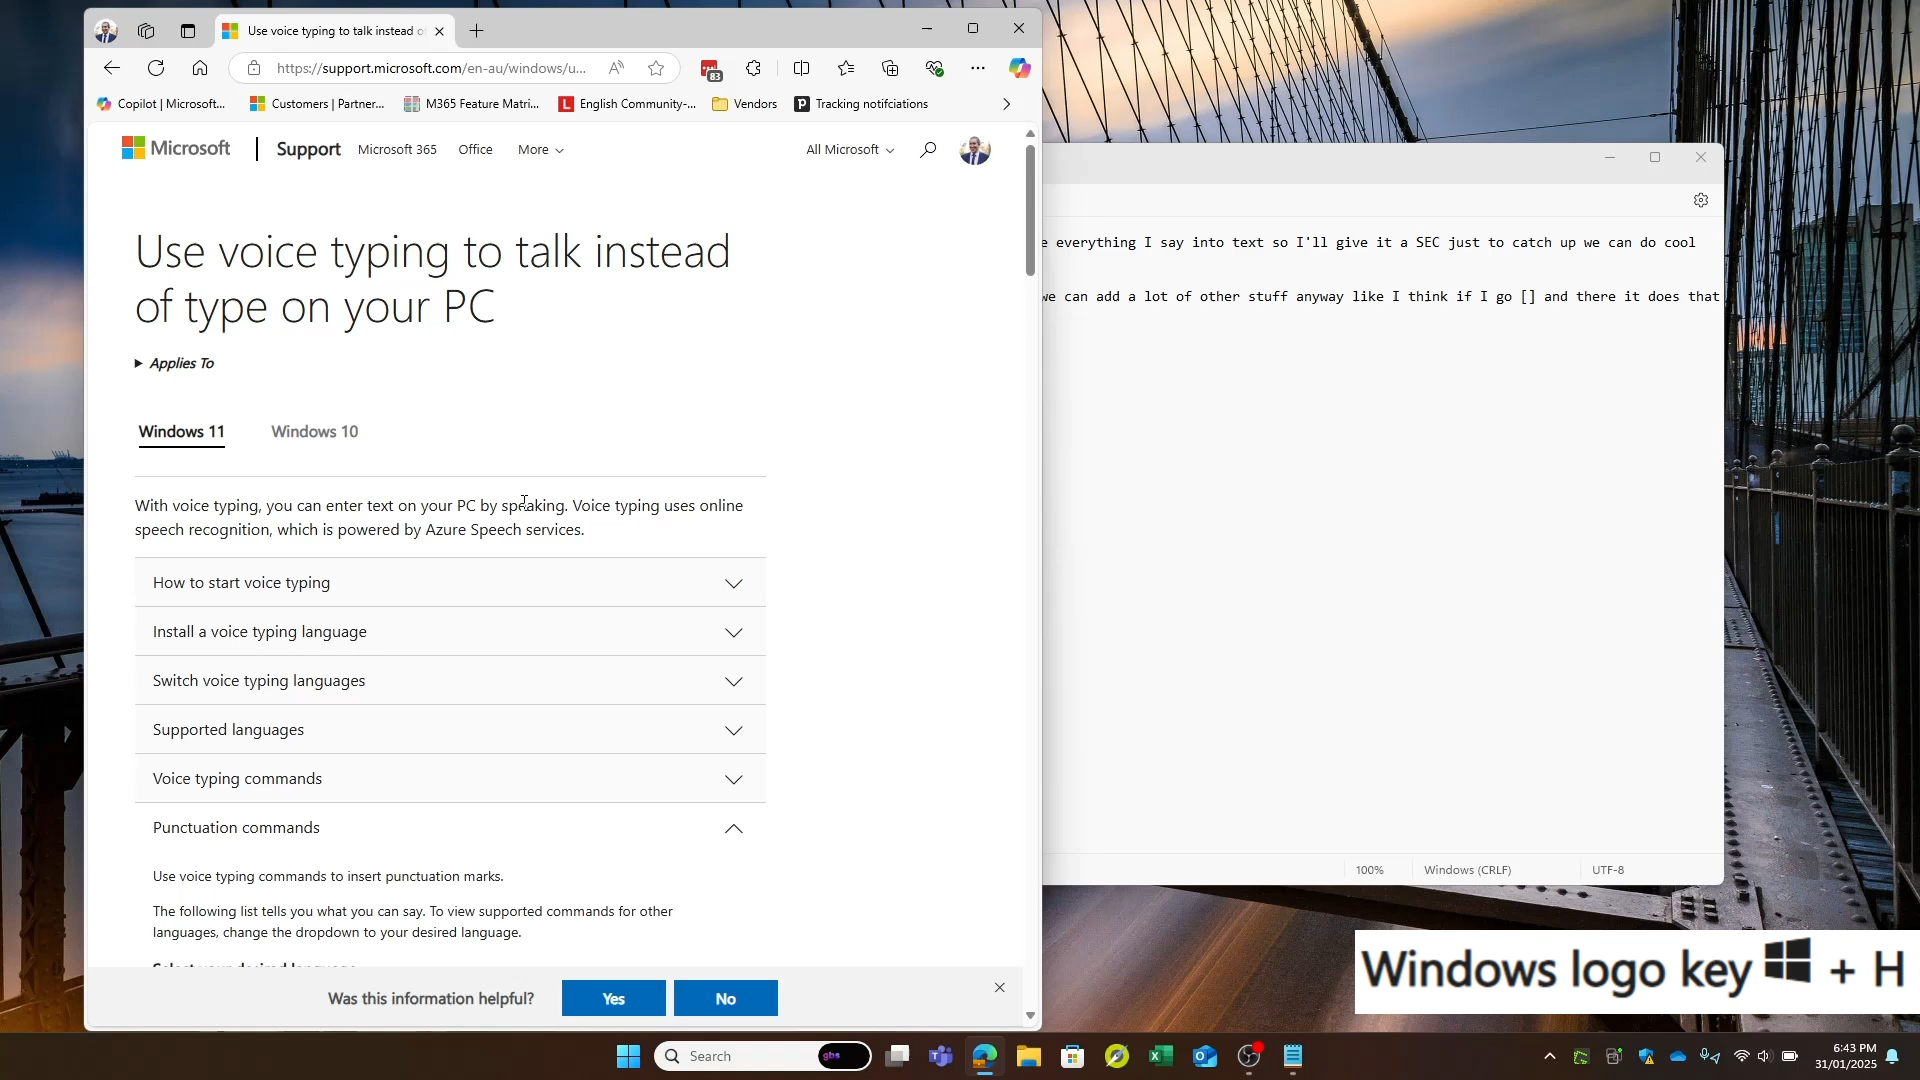 Use voice typing to talk instead o
https://support.microsoft.com/en-au/windows/u...
83
Copilot | Microsoft...
Customers | Partner...
M365 Feature Matri...
English Community-...
Vendors
Tracking notifciations
Microsoft
Support
Microsoft 365
Office
More
All Microsoft
Use voice typing to talk instead
of type on your PC
Applies To
Windows 11
Windows 10
With voice typing, you can enter text on your PC by speaking. Voice typing uses online
speech recognition, which is powered by Azure Speech services.
How to start voice typing
Install a voice typing language
Switch voice typing languages
Supported languages
Voice typing commands
Punctuation commands
Use voice typing commands to insert punctuation marks.
The following list tells you what you can say. To view supported commands for other
languages, change the dropdown to your desired language.
Was this information helpful?
Yes
No
e everything I say into text so I'll give it a SEC just to catch up we can do cool
we can add a lot of other stuff anyway like I think if I go [] and there it does that
100%
Windows (CRLF)
UTF-8
Windows logo key + H
Search
gbs
6:43 PM
31/01/2025